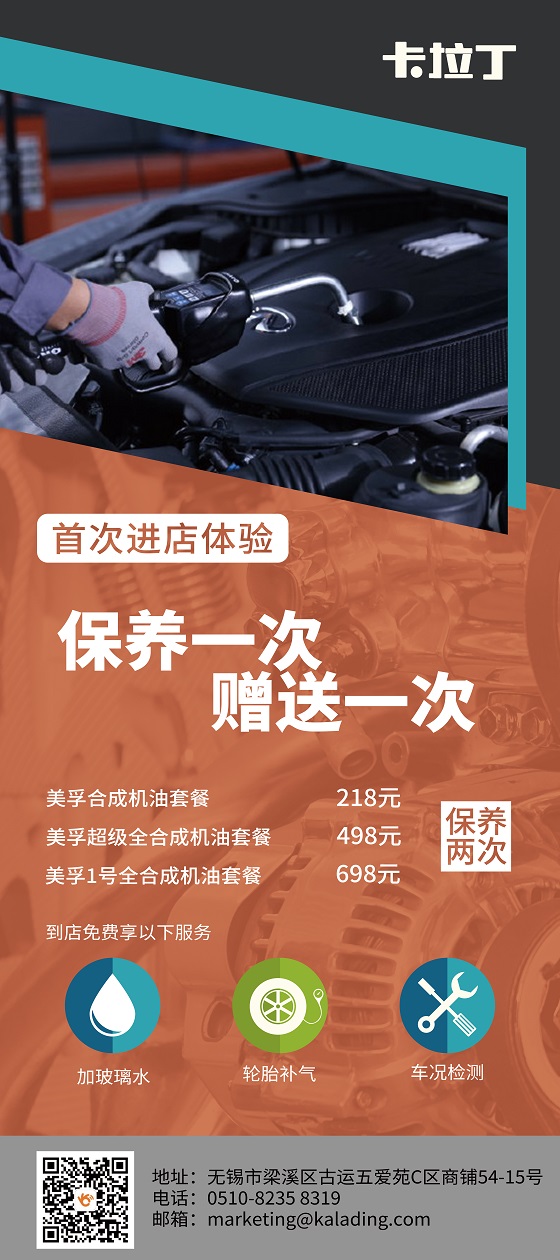 卡拉丁
3M
首次进店体验
保养一次
赠送一次
美孚合成机油套餐 218元
美孚超级全合成机油套餐 498元
美孚1号全合成机油套餐 698元
保养
两次
到店免费享以下服务
加玻璃水 轮胎补气 车况检测
地址：无锡市梁溪区古运五爱苑C区商铺54-15号
电话：0510-8235 8319
邮箱：marketing@kalading.com